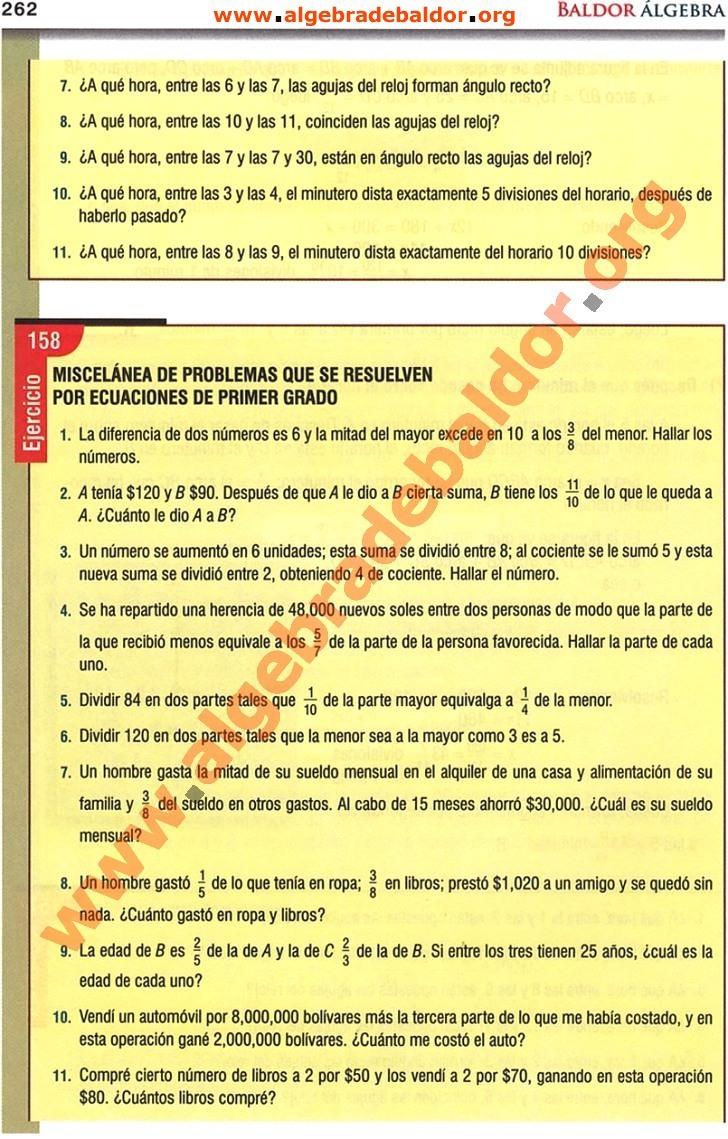 262
www.algebradebaldor.org
BALDOR ÁLGEBRA
7. ¿A qué hora, entre las 6 y las 7, las agujas del reloj forman ángulo recto?
8. ¿A qué hora, entre las 10 y las 11, coinciden las agujas del reloj?
9. ¿A qué hora, entre las 7 y las 7 y 30, están en ángulo recto las agujas del reloj?
10. ¿A qué hora, entre las 3 y las 4, el minutero dista exactamente 5 divisiones del horario, después de
haberlo pasado?
11. ¿A qué hora, entre las 8 y las 9, el minutero dista exactamente del horario 10 divisiones?
158
Ejercicio
MISCELÁNEA DE PROBLEMAS QUE SE RESUELVEN
POR ECUACIONES DE PRIMER GRADO
1. La diferencia de dos números es 6 y la mitad del mayor excede en 10 a los 3/8 del menor. Hallar los
números.
2. A tenía $120 y B $90. Después de que A le dio a B cierta suma, B tiene los 11/10 de lo que le queda a
A. ¿Cuánto le dio A a B?
3. Un número se aumentó en 6 unidades; esta suma se dividió entre 8; al cociente se le sumó 5 y esta
nueva suma se dividió entre 2, obteniendo 4 de cociente. Hallar el número.
4. Se ha repartido una herencia de 48,000 nuevos soles entre dos personas de modo que la parte de
la que recibió menos equivale a los 5/7 de la parte de la persona favorecida. Hallar la parte de cada
uno.
5. Dividir 84 en dos partes tales que 1/10 de la parte mayor equivalga a 1/4 de la menor.
6. Dividir 120 en dos partes tales que la menor sea a la mayor como 3 es a 5.
7. Un hombre gasta la mitad de su sueldo mensual en el alquiler de una casa y alimentación de su
familia y 3/8 del sueldo en otros gastos. Al cabo de 15 meses ahorró $30,000. ¿Cuál es su sueldo
mensual?
8. Un hombre gastó 1/5 de lo que tenía en ropa; 3/8 en libros; prestó $1,020 a un amigo y se quedó sin
nada. ¿Cuánto gastó en ropa y libros?
9. La edad de B es 2/5 de la de A y la de C 2/3 de la de B. Si entre los tres tienen 25 años, ¿cuál es la
edad de cada uno?
10. Vendí un automóvil por 8,000,000 bolívares más la tercera parte de lo que me había costado, y en
esta operación gané 2,000,000 bolívares. ¿Cuánto me costó el auto?
11. Compré cierto número de libros a 2 por $50 y los vendí a 2 por $70, ganando en esta operación
$80. ¿Cuántos libros compré?
www.algebradebaldor.org